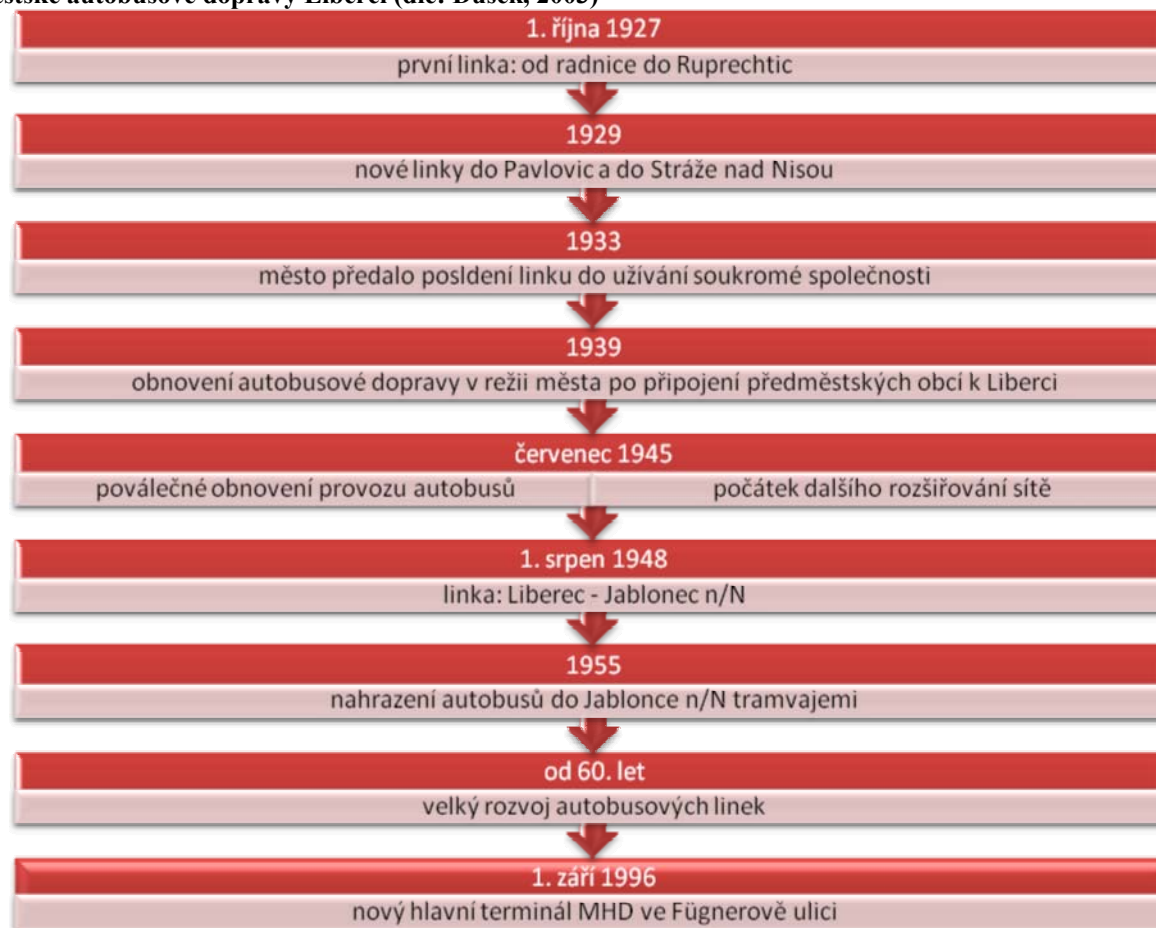 městské autobusové dopravy Liberci (dle: Dušek, 2003)
1. října 1927
první linka: od radnice do Ruprechtic
1929
nové linky do Pavlovic a do Stráže nad Nisou
1933
město předalo posldení linku do užívání soukromé společnosti
1939
obnovení autobusové dopravy v režii města po připojení předměstských obcí k Liberci
červenec 1945
poválečné obnovení provozu autobusů
počátek dalšího rozšiřování sítě
1. srpen 1948
linka: Liberec - Jablonec n/N
1955
nahrazení autobusů do Jablonce n/N tramvajemi
od 60. let
velký rozvoj autobusových linek
1. září 1996
nový hlavní terminál MHD ve Fügnerově ulici